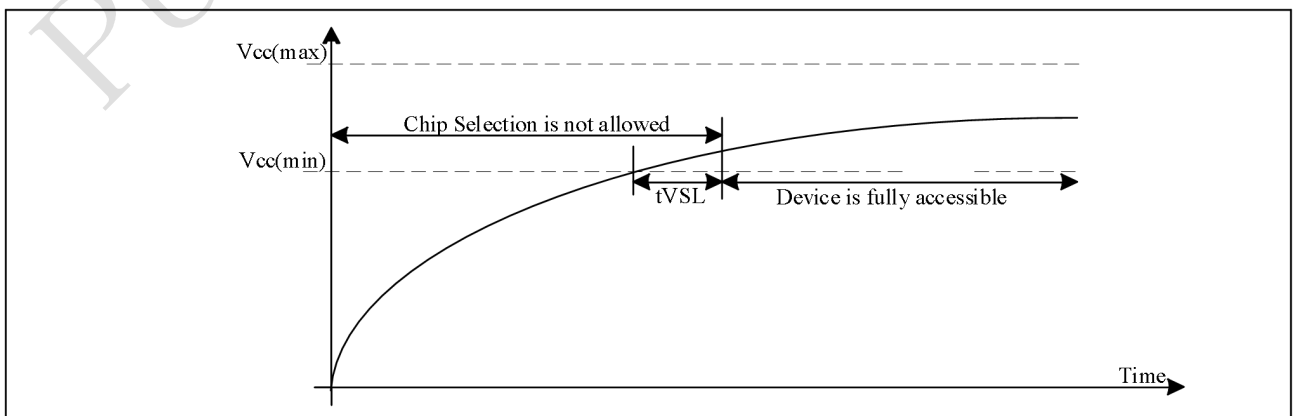 Vcc(max)
Chip Selection is not allowed
Vcc(min)
tVSL
Device is fully accessible
Time